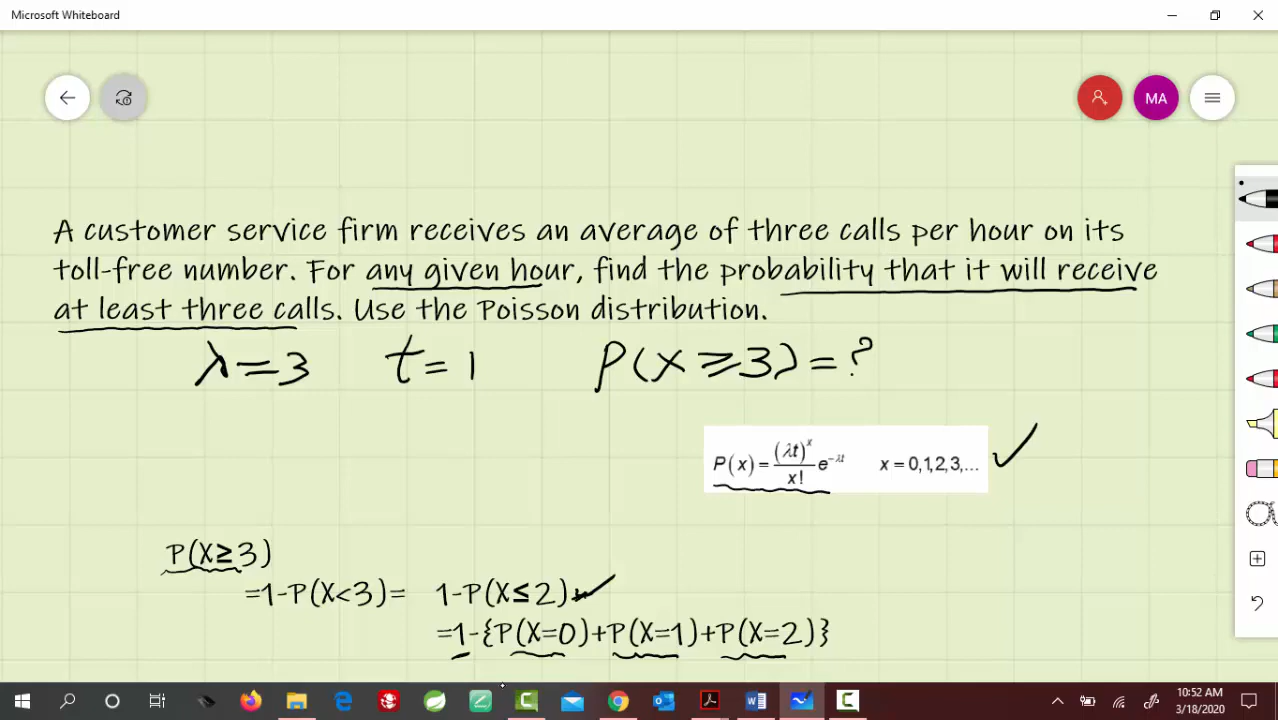 Microsoft Whiteboard
MA
A customer service firm receives an average of three calls per hour on its
toll-free number. For any given hour, find the probability that it will receive
at least three calls. Use the Poisson distribution.
λ=3 t=1 P(X≥3)=?
P(x)=(λt)^x/x! e^-λt x=0,1,2,3,...
P(X≥3)
=1-P(X<3)= 1-P(X≤2)
=1-{P(X=0)+P(X=1)+P(X=2)}
10:52 AM
3/18/2020